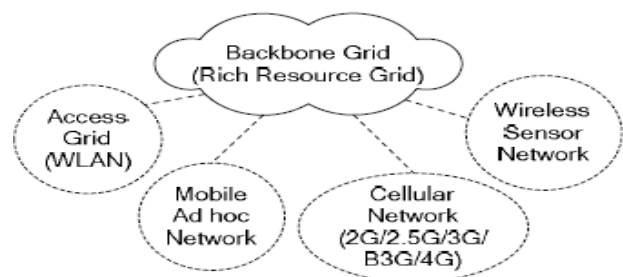 Backbone Grid
(Rich Resource Grid)
Access
Grid
(WLAN)
Mobile
Ad hoc
Network
Cellular
Network
(2G/2.5G/3G/
B3G/4G)
Wireless
Sensor
Network